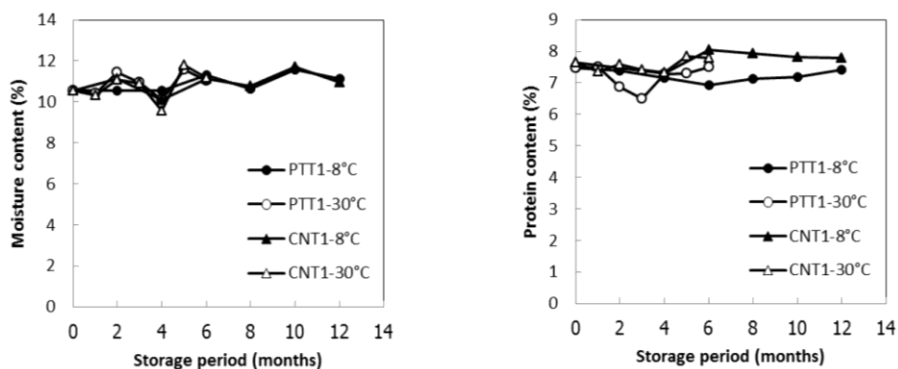 14
12
10
8
6
4
2
0
Moisture content (%)
PTT1-8°C
PTT1-30°C
CNT1-8°C
CNT1-30°C
0 2 4 6 8 10 12 14
Storage period (months)
9
8
7
6
5
4
3
2
1
0
Protein content (%)
PTT1-8°C
PTT1-30°C
CNT1-8°C
CNT1-30°C
0 2 4 6 8 10 12 14
Storage period (months)